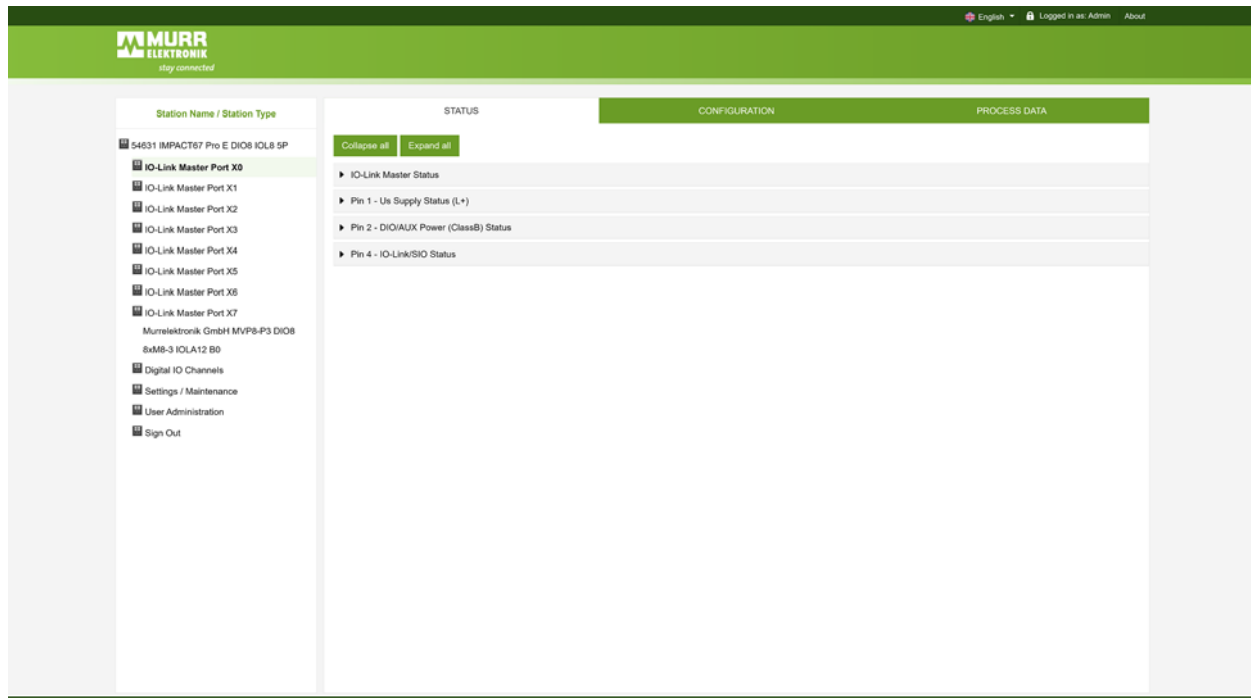 English
Logged in as: Admin
About
MURR
ELEKTRONIK
stay connected
Station Name / Station Type
54631 IMPACT67 Pro E DIO8 IOL8 5P
IO-Link Master Port X0
IO-Link Master Port X1
IO-Link Master Port X2
IO-Link Master Port X3
IO-Link Master Port X4
IO-Link Master Port X5
IO-Link Master Port X6
IO-Link Master Port X7
Murrelektronik GmbH MVP8-P3 DIO8
8xM8-3 IOLA12 B0
Digital IO Channels
Settings / Maintenance
User Administration
Sign Out
STATUS
CONFIGURATION
PROCESS DATA
Collapse all
Expand all
IO-Link Master Status
Pin 1 - Us Supply Status (L+)
Pin 2 - DIO/AUX Power (ClassB) Status
Pin 4 - IO-Link/SIO Status